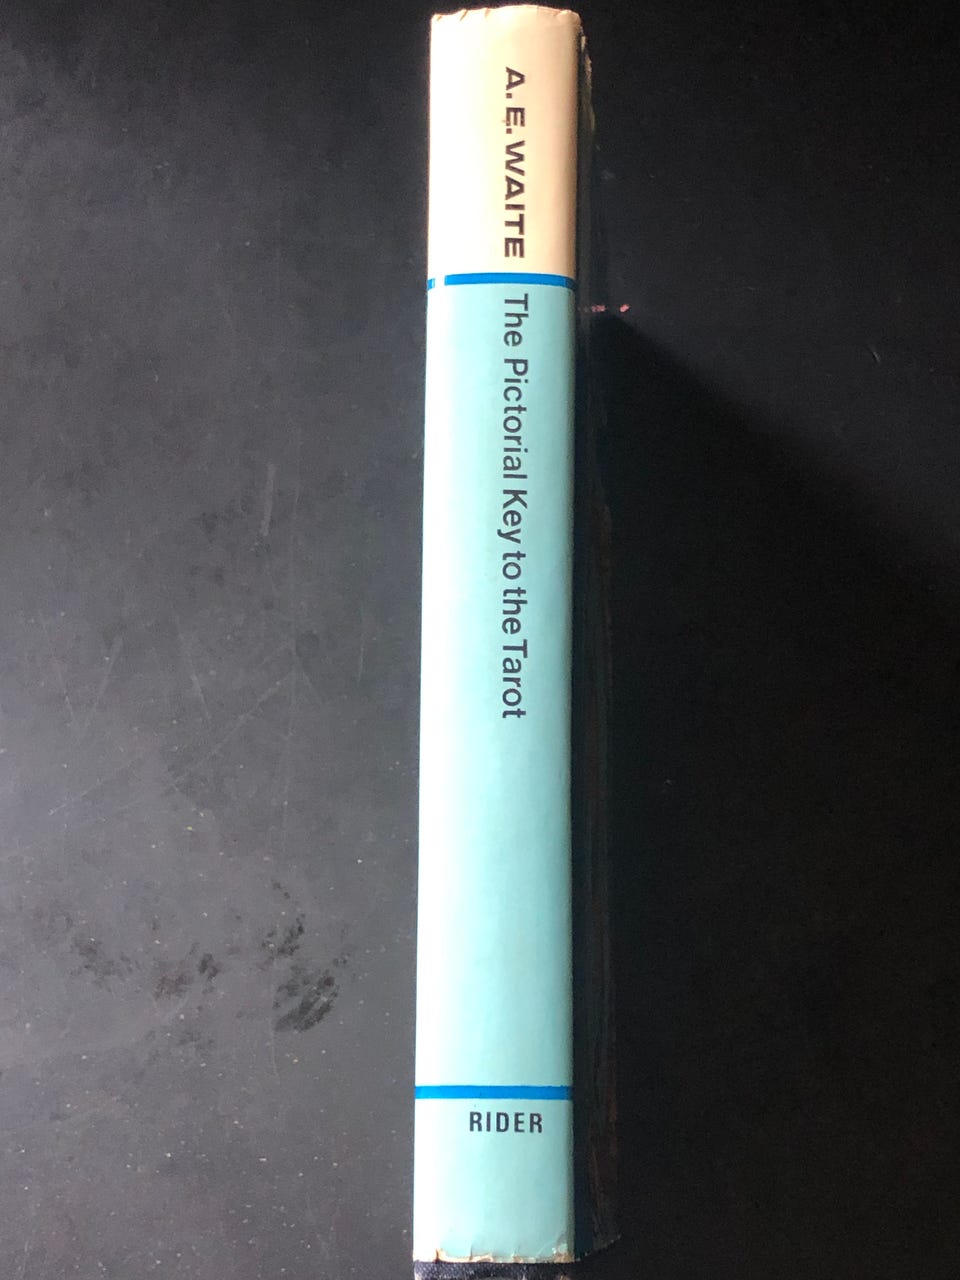 A. E. WAITE
The Pictorial Key to the Tarot
RIDER